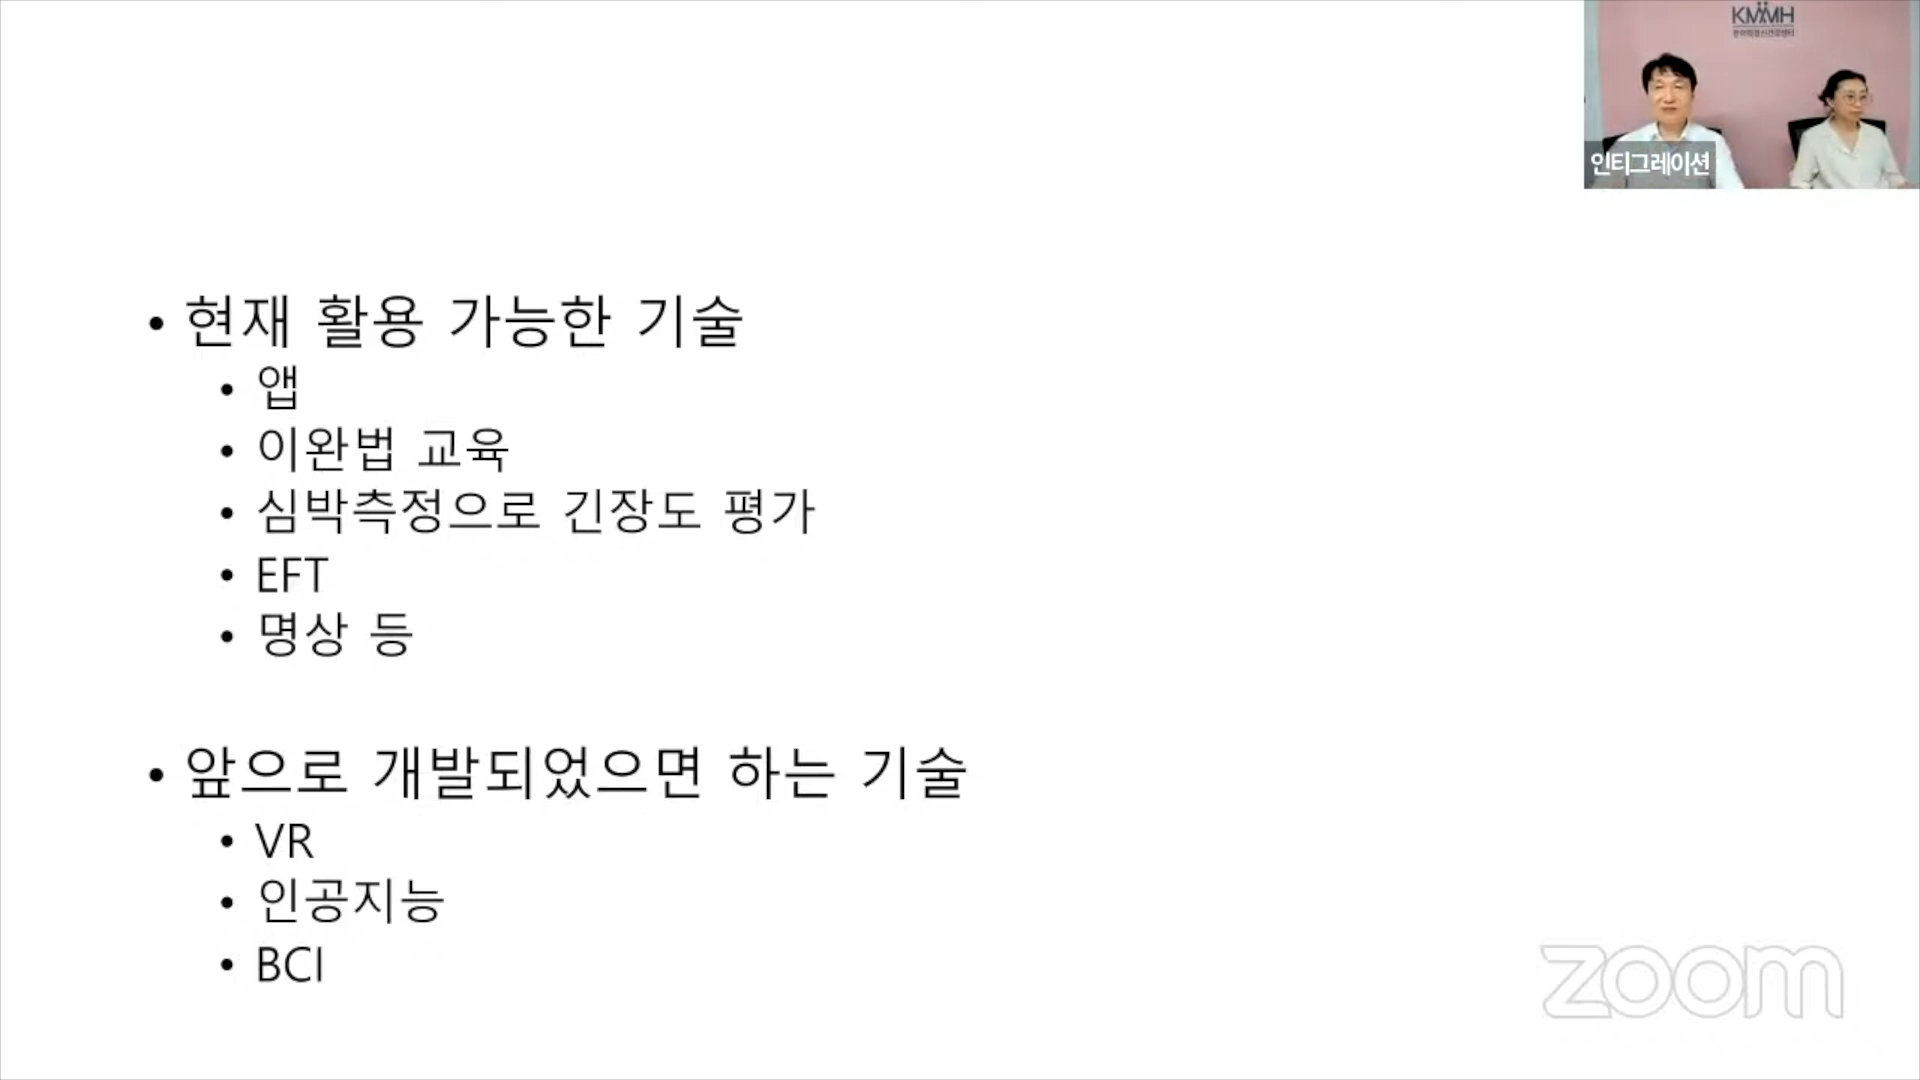 KMMH
인티그레이션
• 현재 활용 가능한 기술
• 앱
• 이완법 교육
• 심박측정으로 긴장도 평가
• EFT
• 명상 등
• 앞으로 개발되었으면 하는 기술
• VR
• 인공지능
• BCI
zoom